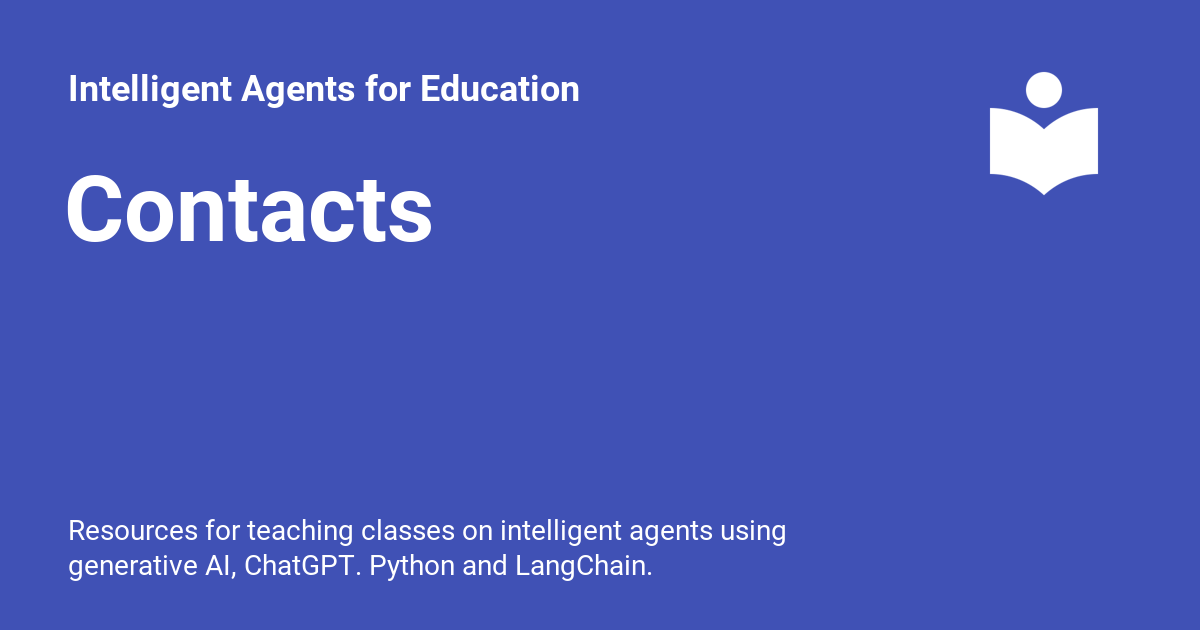 Intelligent Agents for Education
Contacts
Resources for teaching classes on intelligent agents using
generative AI, ChatGPT. Python and LangChain.